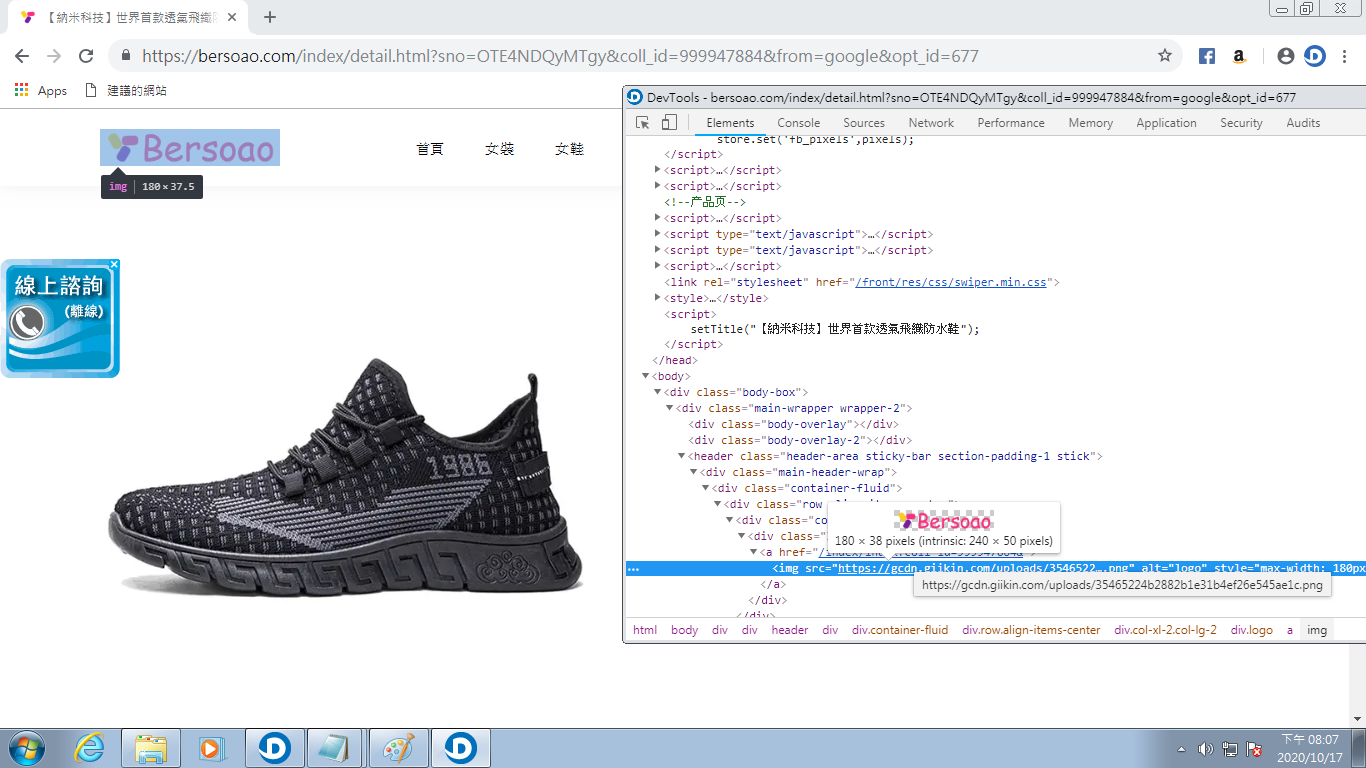 【納米科技】世界首款透氣飛織防
https://bersoao.com/index/detail.html?sno=OTE4NDQyMTgy&coll_id=999947884&from=google&opt_id=677
Apps 建議的網站
Bersoao
首頁 女裝 女鞋
img 180 × 37.5
線上諮詢
(離線)
1986
DevTools - bersoao.com/index/detail.html?sno=OTE4NDQyMTgy&coll_id=999947884&from=google&opt_id=677
Elements Console Sources Network Performance Memory Application Security Audits
store.set('fb_pixels',pixels);
</script>
<script>…</script>
<script>…</script>
<!--产品页-->
<script>…</script>
<script type="text/javascript">…</script>
<script type="text/javascript">…</script>
<script>…</script>
<link rel="stylesheet" href="/front/res/css/swiper.min.css">
<style>…</style>
<script>
setTitle("【納米科技】世界首款透氣飛織防水鞋");
</script>
</head>
<body>
<div class="body-box">
<div class="main-wrapper wrapper-2">
<div class="body-overlay"></div>
<div class="body-overlay-2"></div>
<header class="header-area sticky-bar section-padding-1 stick">
<div class="main-header-wrap">
<div class="container-fluid">
<div class="row
<div class="co
<div class=
Bersoao
180 × 38 pixels (intrinsic: 240 × 50 pixels)
<a href="/index/
<img src="https://gcdn.giikin.com/uploads/3546522….png" alt="logo" style="max-width: 180px
https://gcdn.giikin.com/uploads/35465224b2882b1e31b4ef26e545ae1c.png
</a>
</div>
</div>
html body div div header div div.container-fluid div.row.align-items-center div.col-xl-2.col-lg-2 div.logo a img
下午 08:07
2020/10/17